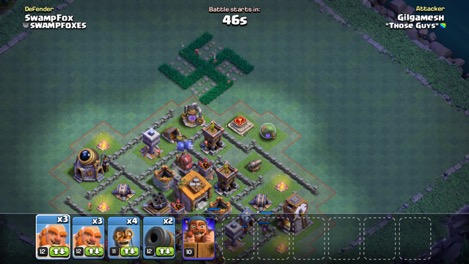 Defender
SwampFox
SWAMPFOXES
Battle starts in:
46s
Attacker
Gilgamesh
"Those Guys"
x3
x3
x4
x2
12
12
8
12
10